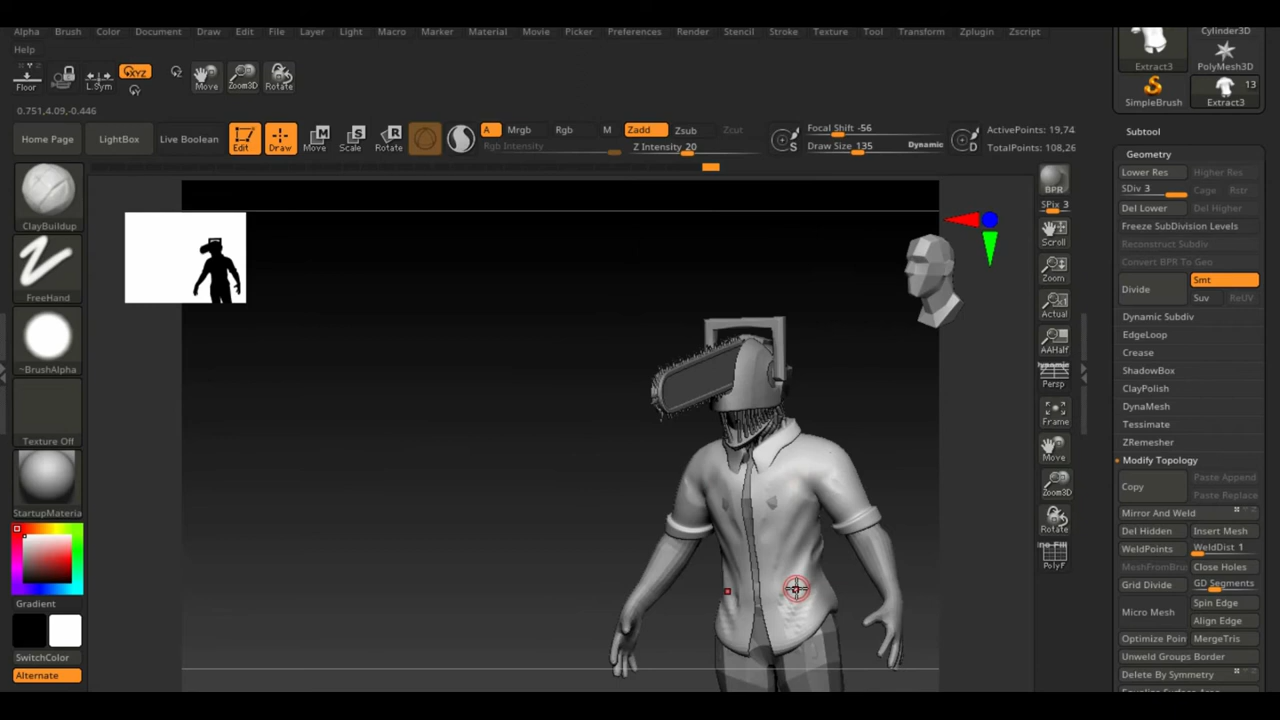 Alpha Brush Color Document Draw Edit File Layer Light Macro Marker Material Movie Picker Preferences Render Stencil Stroke Texture Tool Transform Zplugin Zscript
Help
Floor L.Sym XYZ Move Zoom3D Rotate
0.751,4.09,-0.446
Home Page LightBox Live Boolean Edit Draw Move Scale Rotate A Mrgb Rgb M Zadd Zsub Zcut Focal Shift -56 ActivePoints: 19,74
Rgb Intensity Z Intensity 20 Draw Size 135 Dynamic TotalPoints: 108,26
ClayBuildup
FreeHand
~BrushAlpha
Texture Off
StartupMateria
Gradient
SwitchColor
Alternate
BPR
SPix 3
Scroll
Zoom
Actual
AAHalf
Dynamic
Persp
Frame
Move
Zoom3D
Rotate
PolyF
Cylinder3D
Extract3 PolyMesh3D
13
SimpleBrush Extract3
Subtool
Geometry
Lower Res Higher Res
SDiv 3 Cage Rstr
Del Lower Del Higher
Freeze SubDivision Levels
Reconstruct Subdiv
Convert BPR To Geo
Divide Smt
Suv ReUV
Dynamic Subdiv
EdgeLoop
Crease
ShadowBox
ClayPolish
DynaMesh
Tessimate
ZRemesher
Modify Topology
Copy Paste Append
Paste Replace
Mirror And Weld
Del Hidden Insert Mesh
WeldPoints WeldDist 1
MeshFromBru Close Holes
Grid Divide GD Segments
Micro Mesh Spin Edge
Align Edge
Optimize Poin MergeTris
Unweld Groups Border
Delete By Symmetry